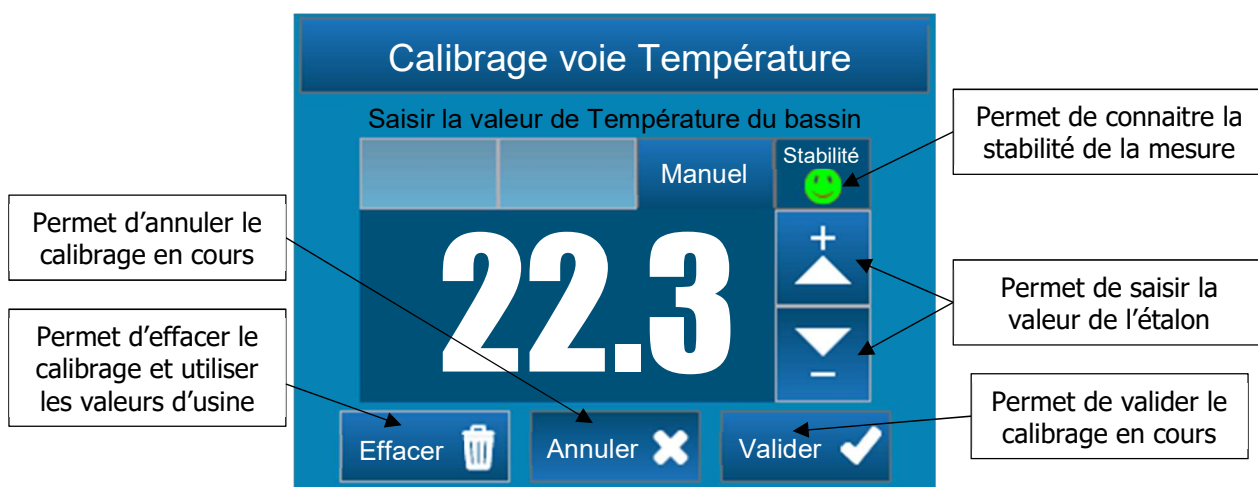 Calibrage voie Température
Saisir la valeur de Température du bassin
Manuel
Stabilité
22.3
+
−
Effacer
Annuler
Valider
Permet d’annuler le
calibrage en cours
Permet d’effacer le
calibrage et utiliser
les valeurs d’usine
Permet de connaitre la
stabilité de la mesure
Permet de saisir la
valeur de l’étalon
Permet de valider le
calibrage en cours